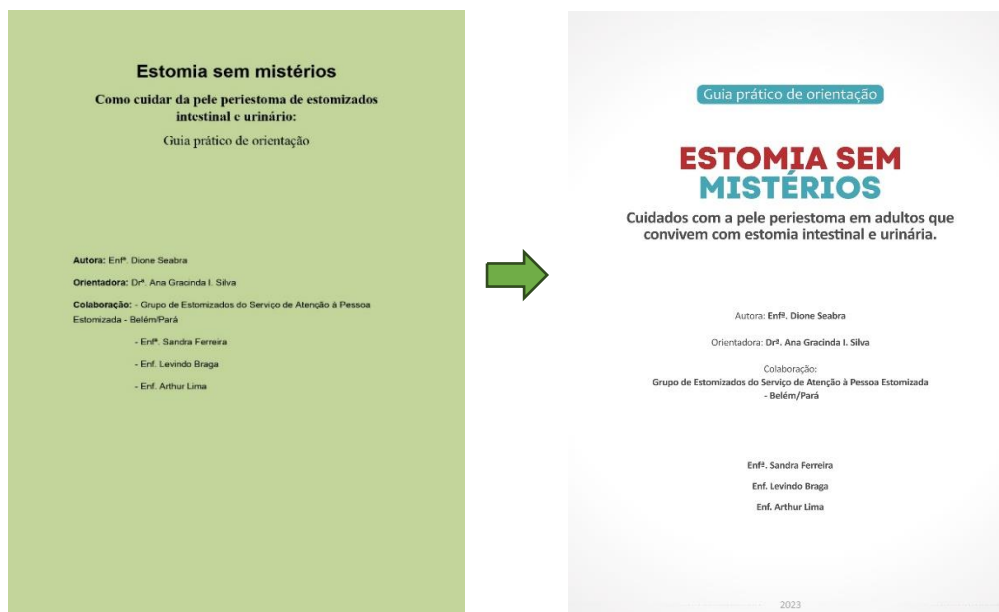 Estomia sem mistérios
Como cuidar da pele periestoma de estomizados
intestinal e urinário:
Guia prático de orientação
Autora: Enfª. Dione Seabra
Orientadora: Drª. Ana Gracinda I. Silva
Colaboração: - Grupo de Estomizados do Serviço de Atenção à Pessoa
Estomizada - Belém/Pará
- Enfª. Sandra Ferreira
- Enf. Levindo Braga
- Enf. Arthur Lima
Guia prático de orientação
ESTOMIA SEM
MISTÉRIOS
Cuidados com a pele periestoma em adultos que
convivem com estomia intestinal e urinária.
Autora: Enfª. Dione Seabra
Orientadora: Drª. Ana Gracinda I. Silva
Colaboração:
Grupo de Estomizados do Serviço de Atenção à Pessoa Estomizada
- Belém/Pará
Enfª. Sandra Ferreira
Enf. Levindo Braga
Enf. Arthur Lima
2023